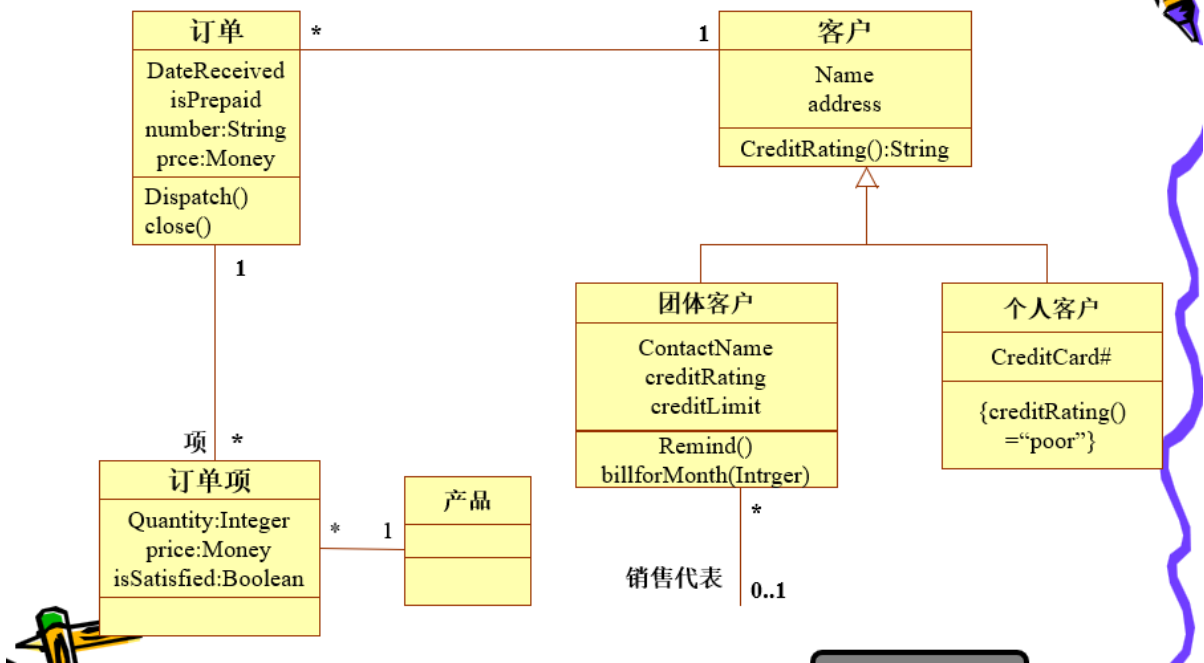 订单
*
1
客户
DateReceived
isPrepaid
number:String
prce:Money
Name
address
CreditRating():String
Dispatch()
close()
1
团体客户
个人客户
ContactName
creditRating
creditLimit
CreditCard#
{creditRating()
="poor"}
Remind()
billforMonth(Intrger)
项
*
订单项
产品
Quantity:Integer
price:Money
isSatisfied:Boolean
*
1
*
销售代表
0..1